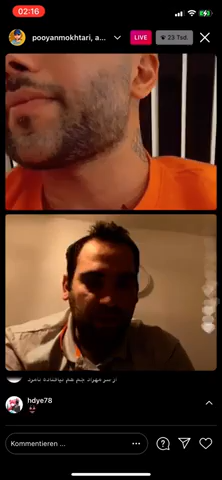 02:16
pooyanmokhtari, a...
LIVE
23 Tsd.
hdye78
Kommentieren ...